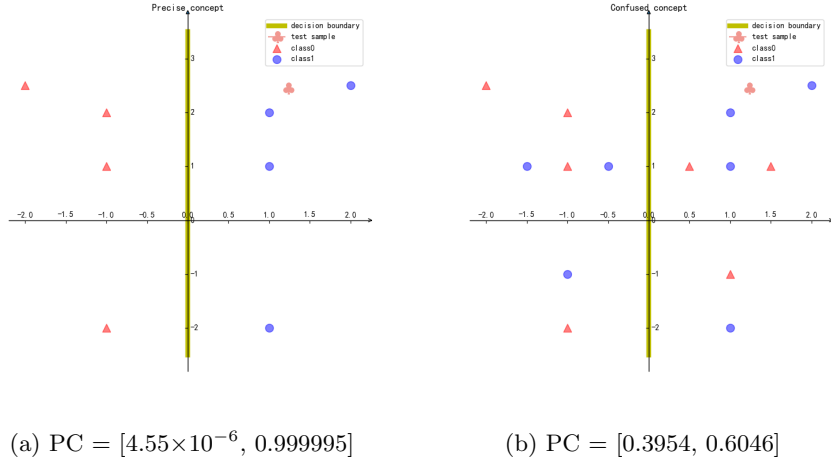 Precise concept
decision boundary
test sample
class0
class1
3
2
1
-2.0 -1.5 -1.0 -0.5 0.0 0.5 1.0 1.5 2.0
0
-1
-2
(a) PC = [4.55×10⁻⁶, 0.999995]
Confused concept
decision boundary
test sample
class0
class1
3
2
1
-2.0 -1.5 -1.0 -0.5 0.0 0.5 1.0 1.5 2.0
0
-1
-2
(b) PC = [0.3954, 0.6046]